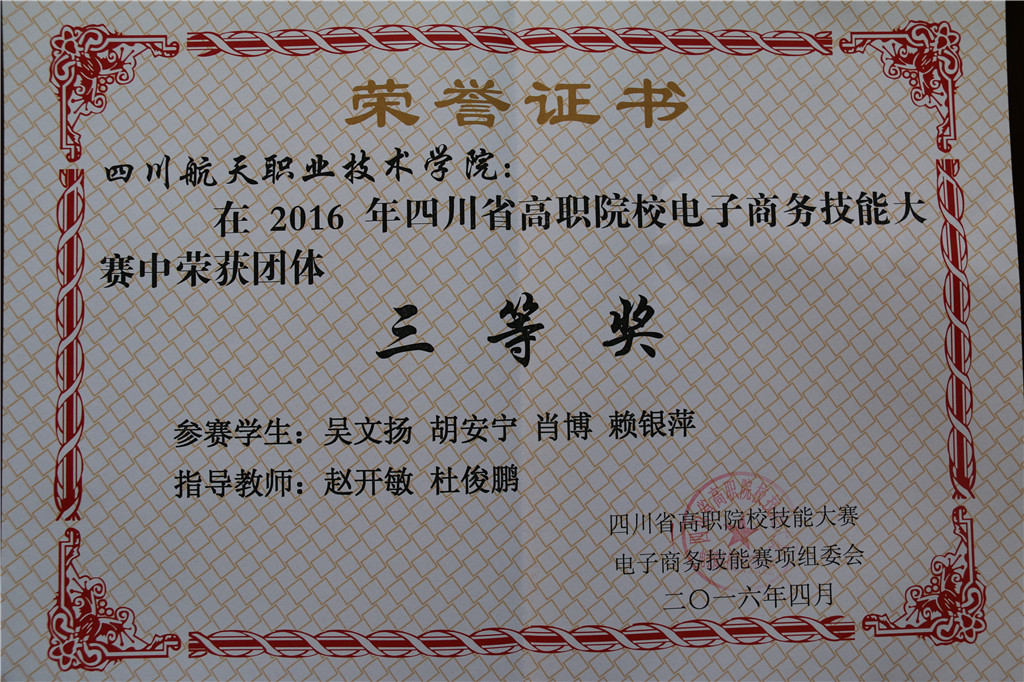 荣誉证书
四川航天职业技术学院：
在 2016 年四川省高职院校电子商务技能大
赛中荣获团体
三等奖
参赛学生：吴文扬 胡安宁 肖博 赖银萍
指导教师：赵开敏 杜俊鹏
四川省高职院校技能大赛
电子商务技能赛项组委会
二〇一六年四月